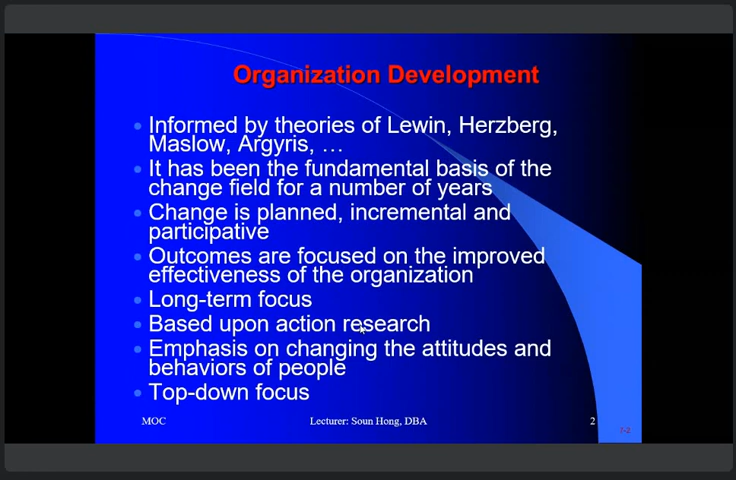 Organization Development
Informed by theories of Lewin, Herzberg,
Maslow, Argyris, …
It has been the fundamental basis of the
change field for a number of years
Change is planned, incremental and
participative
Outcomes are focused on the improved
effectiveness of the organization
Long-term focus
Based upon action research
Emphasis on changing the attitudes and
behaviors of people
Top-down focus
MOC
Lecturer: Soun Hong, DBA
2
7-2